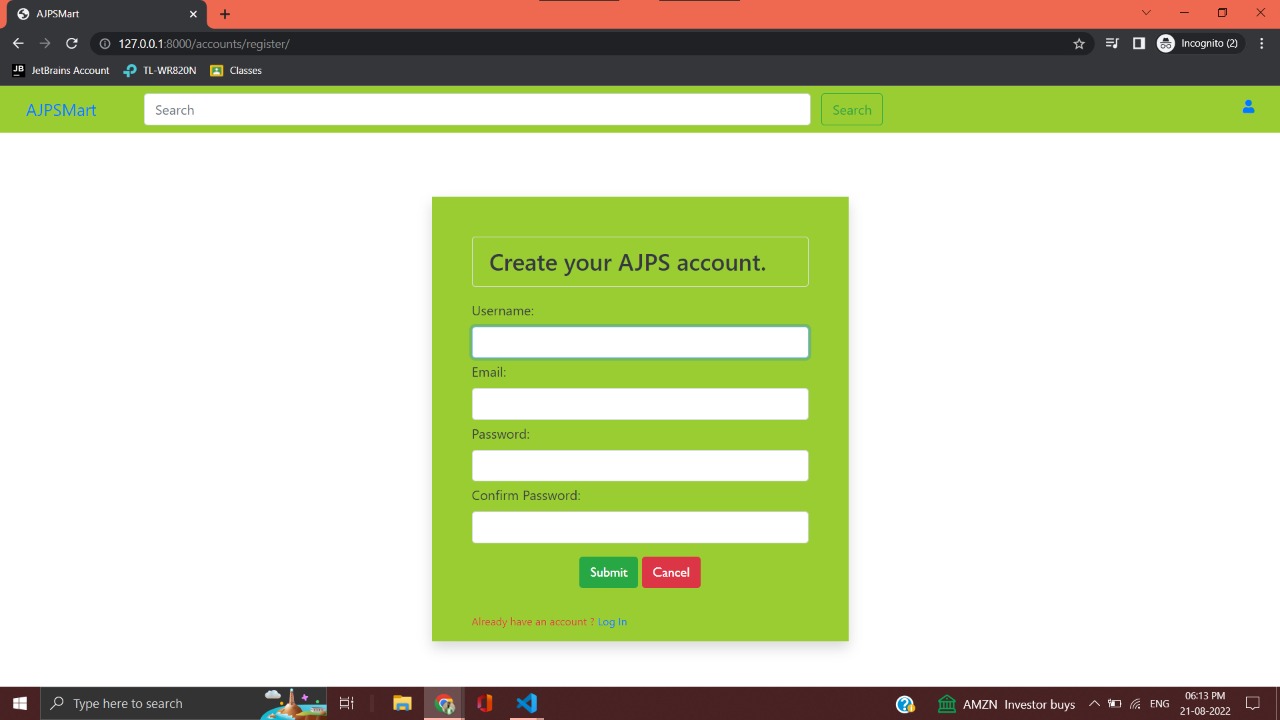 AJPSMart
127.0.0.1:8000/accounts/register/
Incognito (2)
JB JetBrains Account
TL-WR820N
Classes
AJPSMart
Search
Search
Create your AJPS account.
Username:
Email:
Password:
Confirm Password:
Submit
Cancel
Already have an account ? Log In
Type here to search
AMZN Investor buys
ENG
06:13 PM
21-08-2022